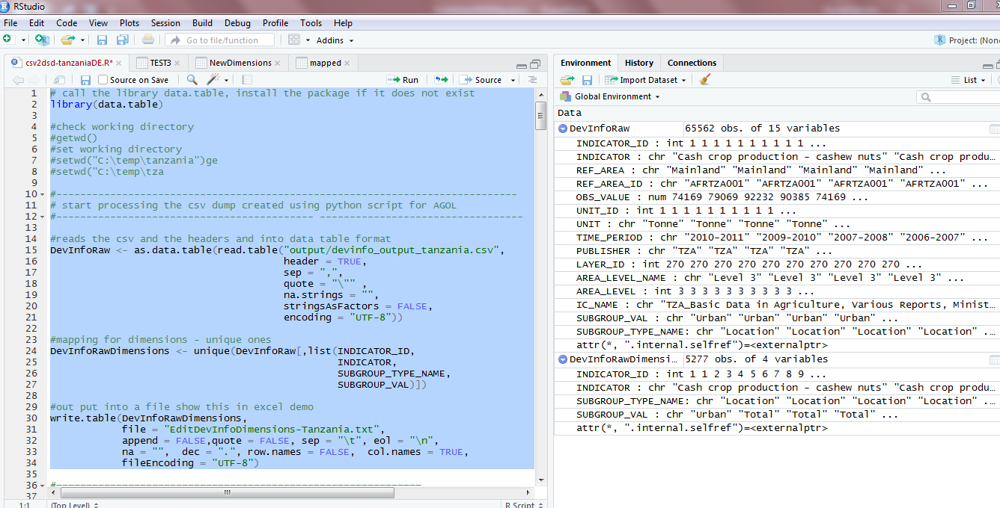 RStudio
File Edit Code View Plots Session Build Debug Profile Tools Help
Go to file/function Addins Project: (None
csv2dsd-tanzaniaDE.R* TEST3 NewDimensions mapped
Source on Save Run Source
1 # call the library data.table, install the package if it does not exist
2 library(data.table)
3
4 #check working directory
5 #getwd()
6 #set working directory
7 #setwd("C:\temp\tanzania")ge
8 #setwd("C:\temp\tza
9
10 #------------------------------------------------------------------------------
11 # start processing the csv dump created using python script for AGOL
12 #------------------------------------------- ----------------------------------
13
14 #reads the csv and the headers and into data table format
15 DevInfoRaw <- as.data.table(read.table("output/devinfo_output_tanzania.csv",
16 header = TRUE,
17 sep = ",",
18 quote = "\"" ,
19 na.strings = "",
20 stringsAsFactors = FALSE,
21 encoding = "UTF-8"))
22
23 #mapping for dimensions - unique ones
24 DevInfoRawDimensions <- unique(DevInfoRaw[,list(INDICATOR_ID,
25 INDICATOR,
26 SUBGROUP_TYPE_NAME,
27 SUBGROUP_VAL)])
28
29 #out put into a file show this in excel demo
30 write.table(DevInfoRawDimensions,
31 file = "EditDevInfoDimensions-Tanzania.txt",
32 append = FALSE,quote = FALSE, sep = "\t", eol = "\n",
33 na = "", dec = ".", row.names = FALSE, col.names = TRUE,
34 fileEncoding = "UTF-8")
35
36 #--------------------------------------------------------------
37
1:1 (Top Level) R Script
Environment History Connections
Import Dataset List
Global Environment
Data
DevInfoRaw 65562 obs. of 15 variables
INDICATOR_ID : int 1 1 1 1 1 1 1 1 1 1 ...
INDICATOR : chr "Cash crop production - cashew nuts" "Cash crop produ...
REF_AREA : chr "Mainland" "Mainland" "Mainland" "Mainland" ...
REF_AREA_ID : chr "AFRTZA001" "AFRTZA001" "AFRTZA001" "AFRTZA001" ...
OBS_VALUE : num 74169 79069 92232 90385 74169 ...
UNIT_ID : int 1 1 1 1 1 1 1 1 1 1 ...
UNIT : chr "Tonne" "Tonne" "Tonne" "Tonne" ...
TIME_PERIOD : chr "2010-2011" "2009-2010" "2007-2008" "2006-2007" ...
PUBLISHER : chr "TZA" "TZA" "TZA" "TZA" ...
LAYER_ID : int 270 270 270 270 270 270 270 270 270 270 ...
AREA_LEVEL_NAME : chr "Level 3" "Level 3" "Level 3" "Level 3" ...
AREA_LEVEL : int 3 3 3 3 3 3 3 3 3 3 ...
IC_NAME : chr "TZA_Basic Data in Agriculture, Various Reports, Minist...
SUBGROUP_VAL : chr "Urban" "Urban" "Urban" "Urban" ...
SUBGROUP_TYPE_NAME: chr "Location" "Location" "Location" "Location" ...
attr(*, ".internal.selfref")=<externalptr>
DevInfoRawDimensi... 5277 obs. of 4 variables
INDICATOR_ID : int 1 1 2 3 4 5 6 7 8 9 ...
INDICATOR : chr "Cash crop production - cashew nuts" "Cash crop produ...
SUBGROUP_TYPE_NAME: chr "Location" "Location" "Location" "Location" ...
SUBGROUP_VAL : chr "Urban" "Total" "Total" "Total" ...
attr(*, ".internal.selfref")=<externalptr>